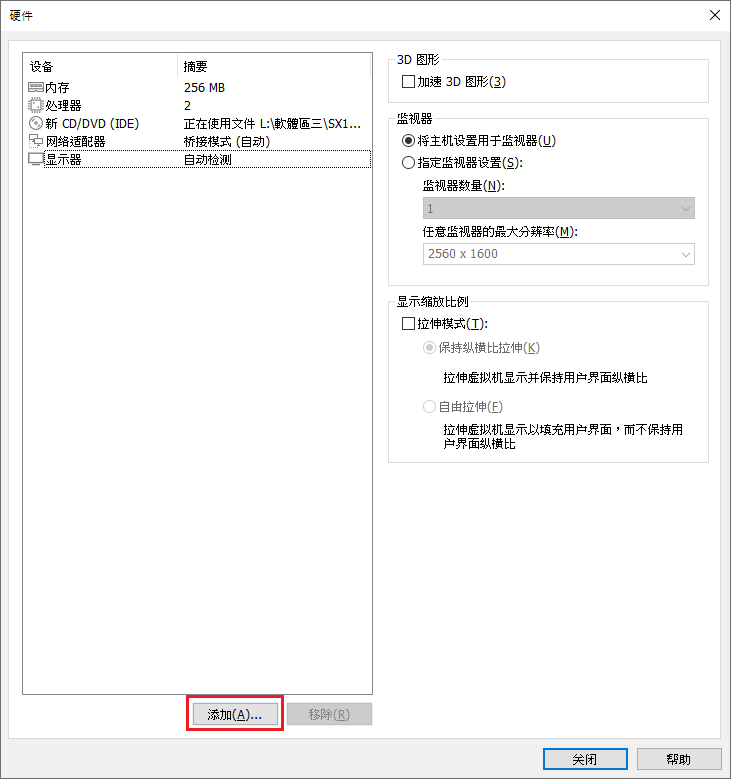 硬件
设备 摘要
内存 256 MB
处理器 2
新 CD/DVD (IDE) 正在使用文件 L:\軟體區三\SX1...
网络适配器 桥接模式 (自动)
显示器 自动检测
添加(A)...
移除(R)
3D 图形
加速 3D 图形(3)
监视器
将主机设置用于监视器(U)
指定监视器设置(S):
监视器数量(N):
1
任意监视器的最大分辨率(M):
2560 x 1600
显示缩放比例
拉伸模式(T):
保持纵横比拉伸(K)
拉伸虚拟机显示并保持用户界面纵横比
自由拉伸(F)
拉伸虚拟机显示以填充用户界面，而不保持用
户界面纵横比
关闭
帮助